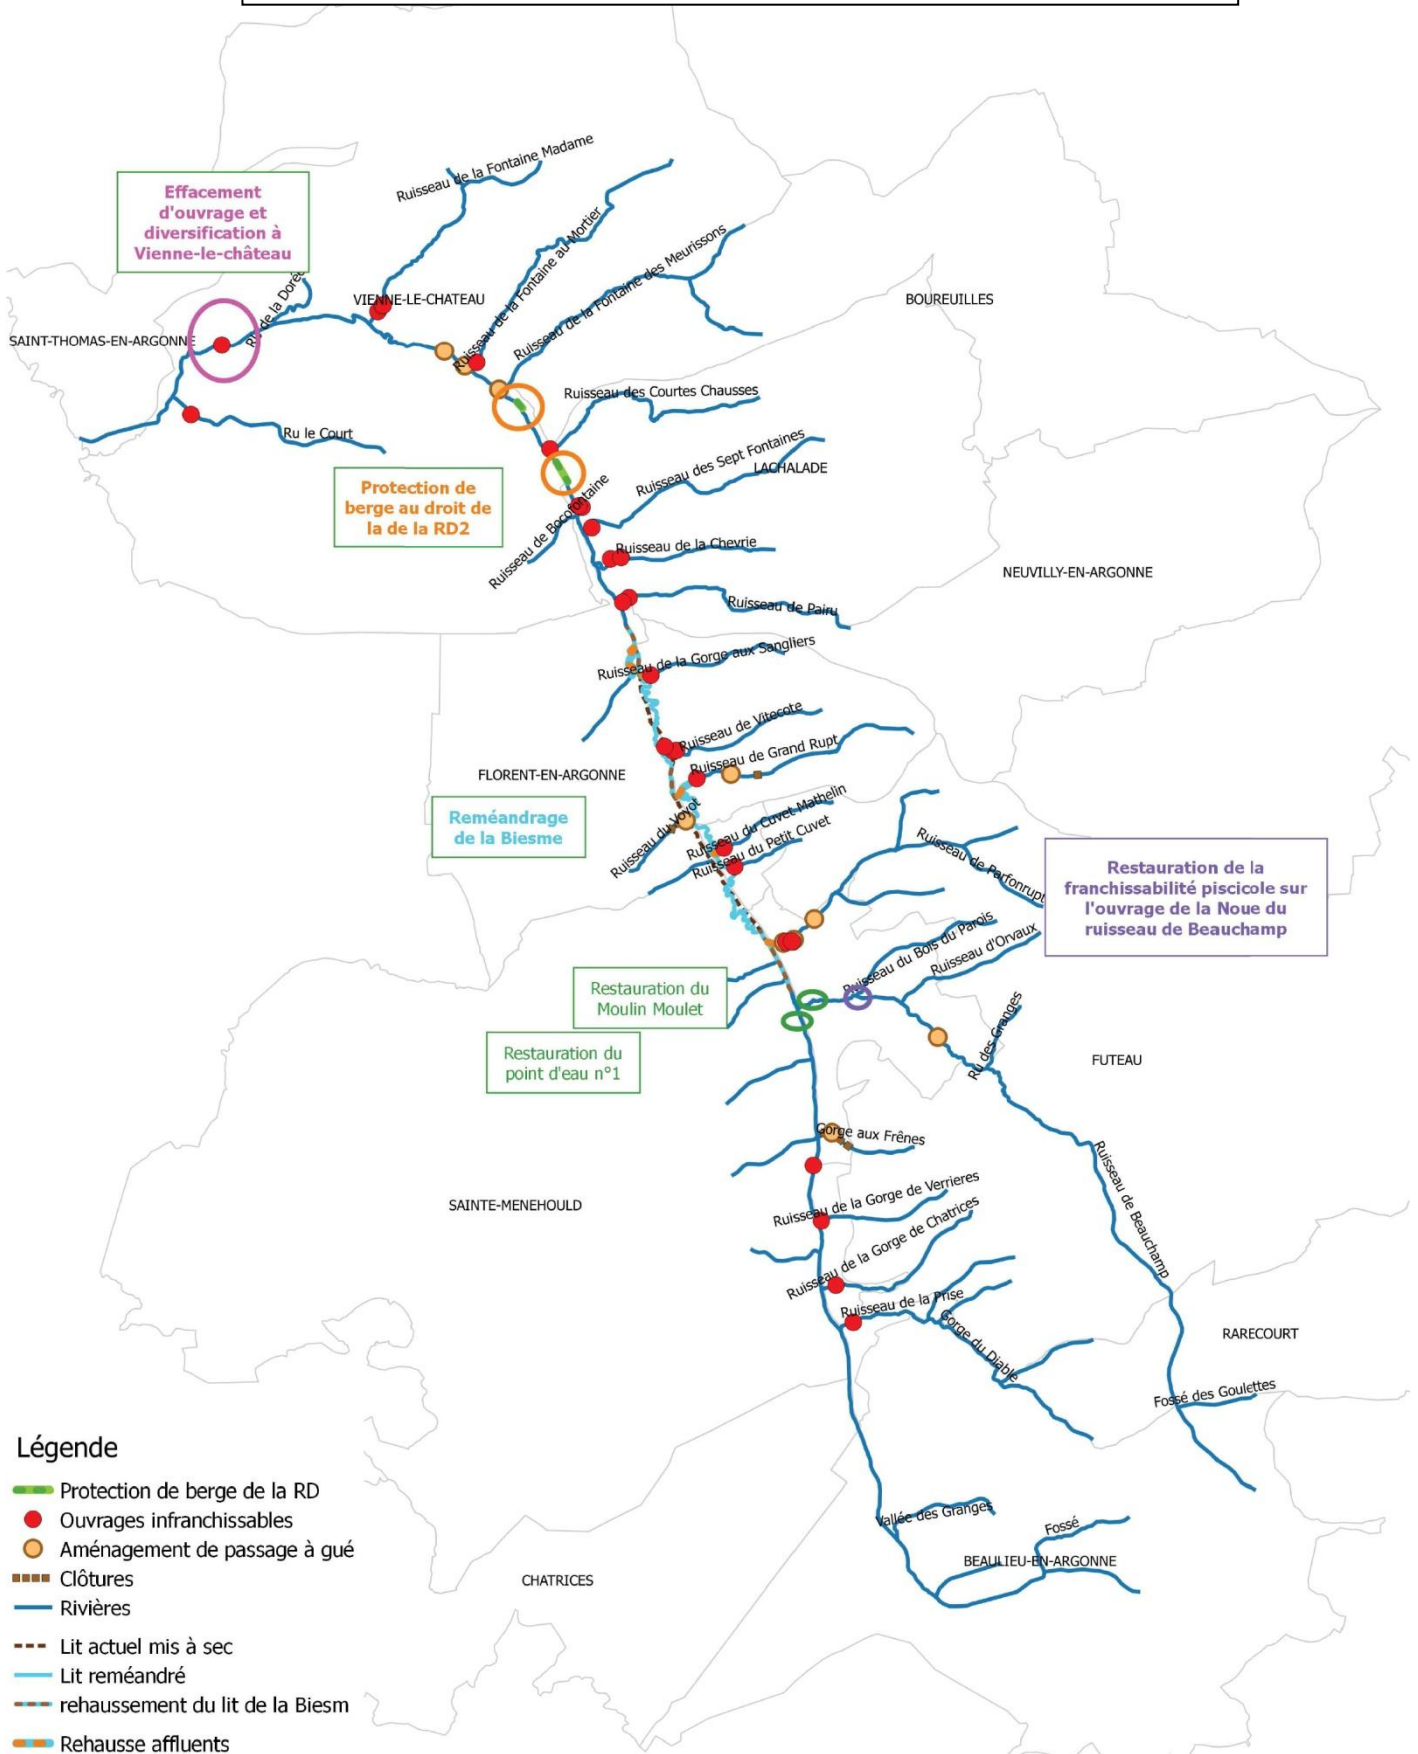 Ruisseau de la Fontaine Madame
Effacement
d'ouvrage et
diversification à
Vienne-le-château
Ruisseau de la Fontaine au Mortier
Ruisseau de la Fontaine des Meurissons
Ru de la Dorée
VIENNE-LE-CHATEAU
BOUREUILLES
SAINT-THOMAS-EN-ARGONNE
Ruisseau des Courtes Chausses
Ru le Court
Ruisseau des Sept Fontaines
LACHALADE
Protection de
berge au droit de
la de la RD2
Ruisseau de Bocofontaine
Ruisseau de la Chevrie
NEUVILLY-EN-ARGONNE
Ruisseau de Pairu
Ruisseau de la Gorge aux Sangliers
Ruisseau de Vitecote
Ruisseau de Grand Rupt
FLORENT-EN-ARGONNE
Reméandrage
de la Biesme
Ruisseau du Voyot
Ruisseau du Cuvet Mathelin
Ruisseau du Petit Cuvet
Ruisseau de Parfonrupt
Restauration de la
franchissabilité piscicole sur
l'ouvrage de la Noue du
ruisseau de Beauchamp
Ruisseau du Bois du Parois
Ruisseau d'Orvaux
Restauration du
Moulin Moulet
Restauration du
point d'eau n°1
Ru des Granges
FUTEAU
Gorge aux Frênes
Ruisseau de Beauchamp
SAINTE-MENEHOULD
Ruisseau de la Gorge de Verrieres
Ruisseau de la Gorge de Chatrices
Ruisseau de la Prise
Gorge du Diable
RARECOURT
Fossé des Goulettes
Vallée des Granges
Fossé
BEAULIEU-EN-ARGONNE
CHATRICES
Légende
Protection de berge de la RD
Ouvrages infranchissables
Aménagement de passage à gué
Clôtures
Rivières
Lit actuel mis à sec
Lit reméandré
rehaussement du lit de la Biesm
Rehausse affluents